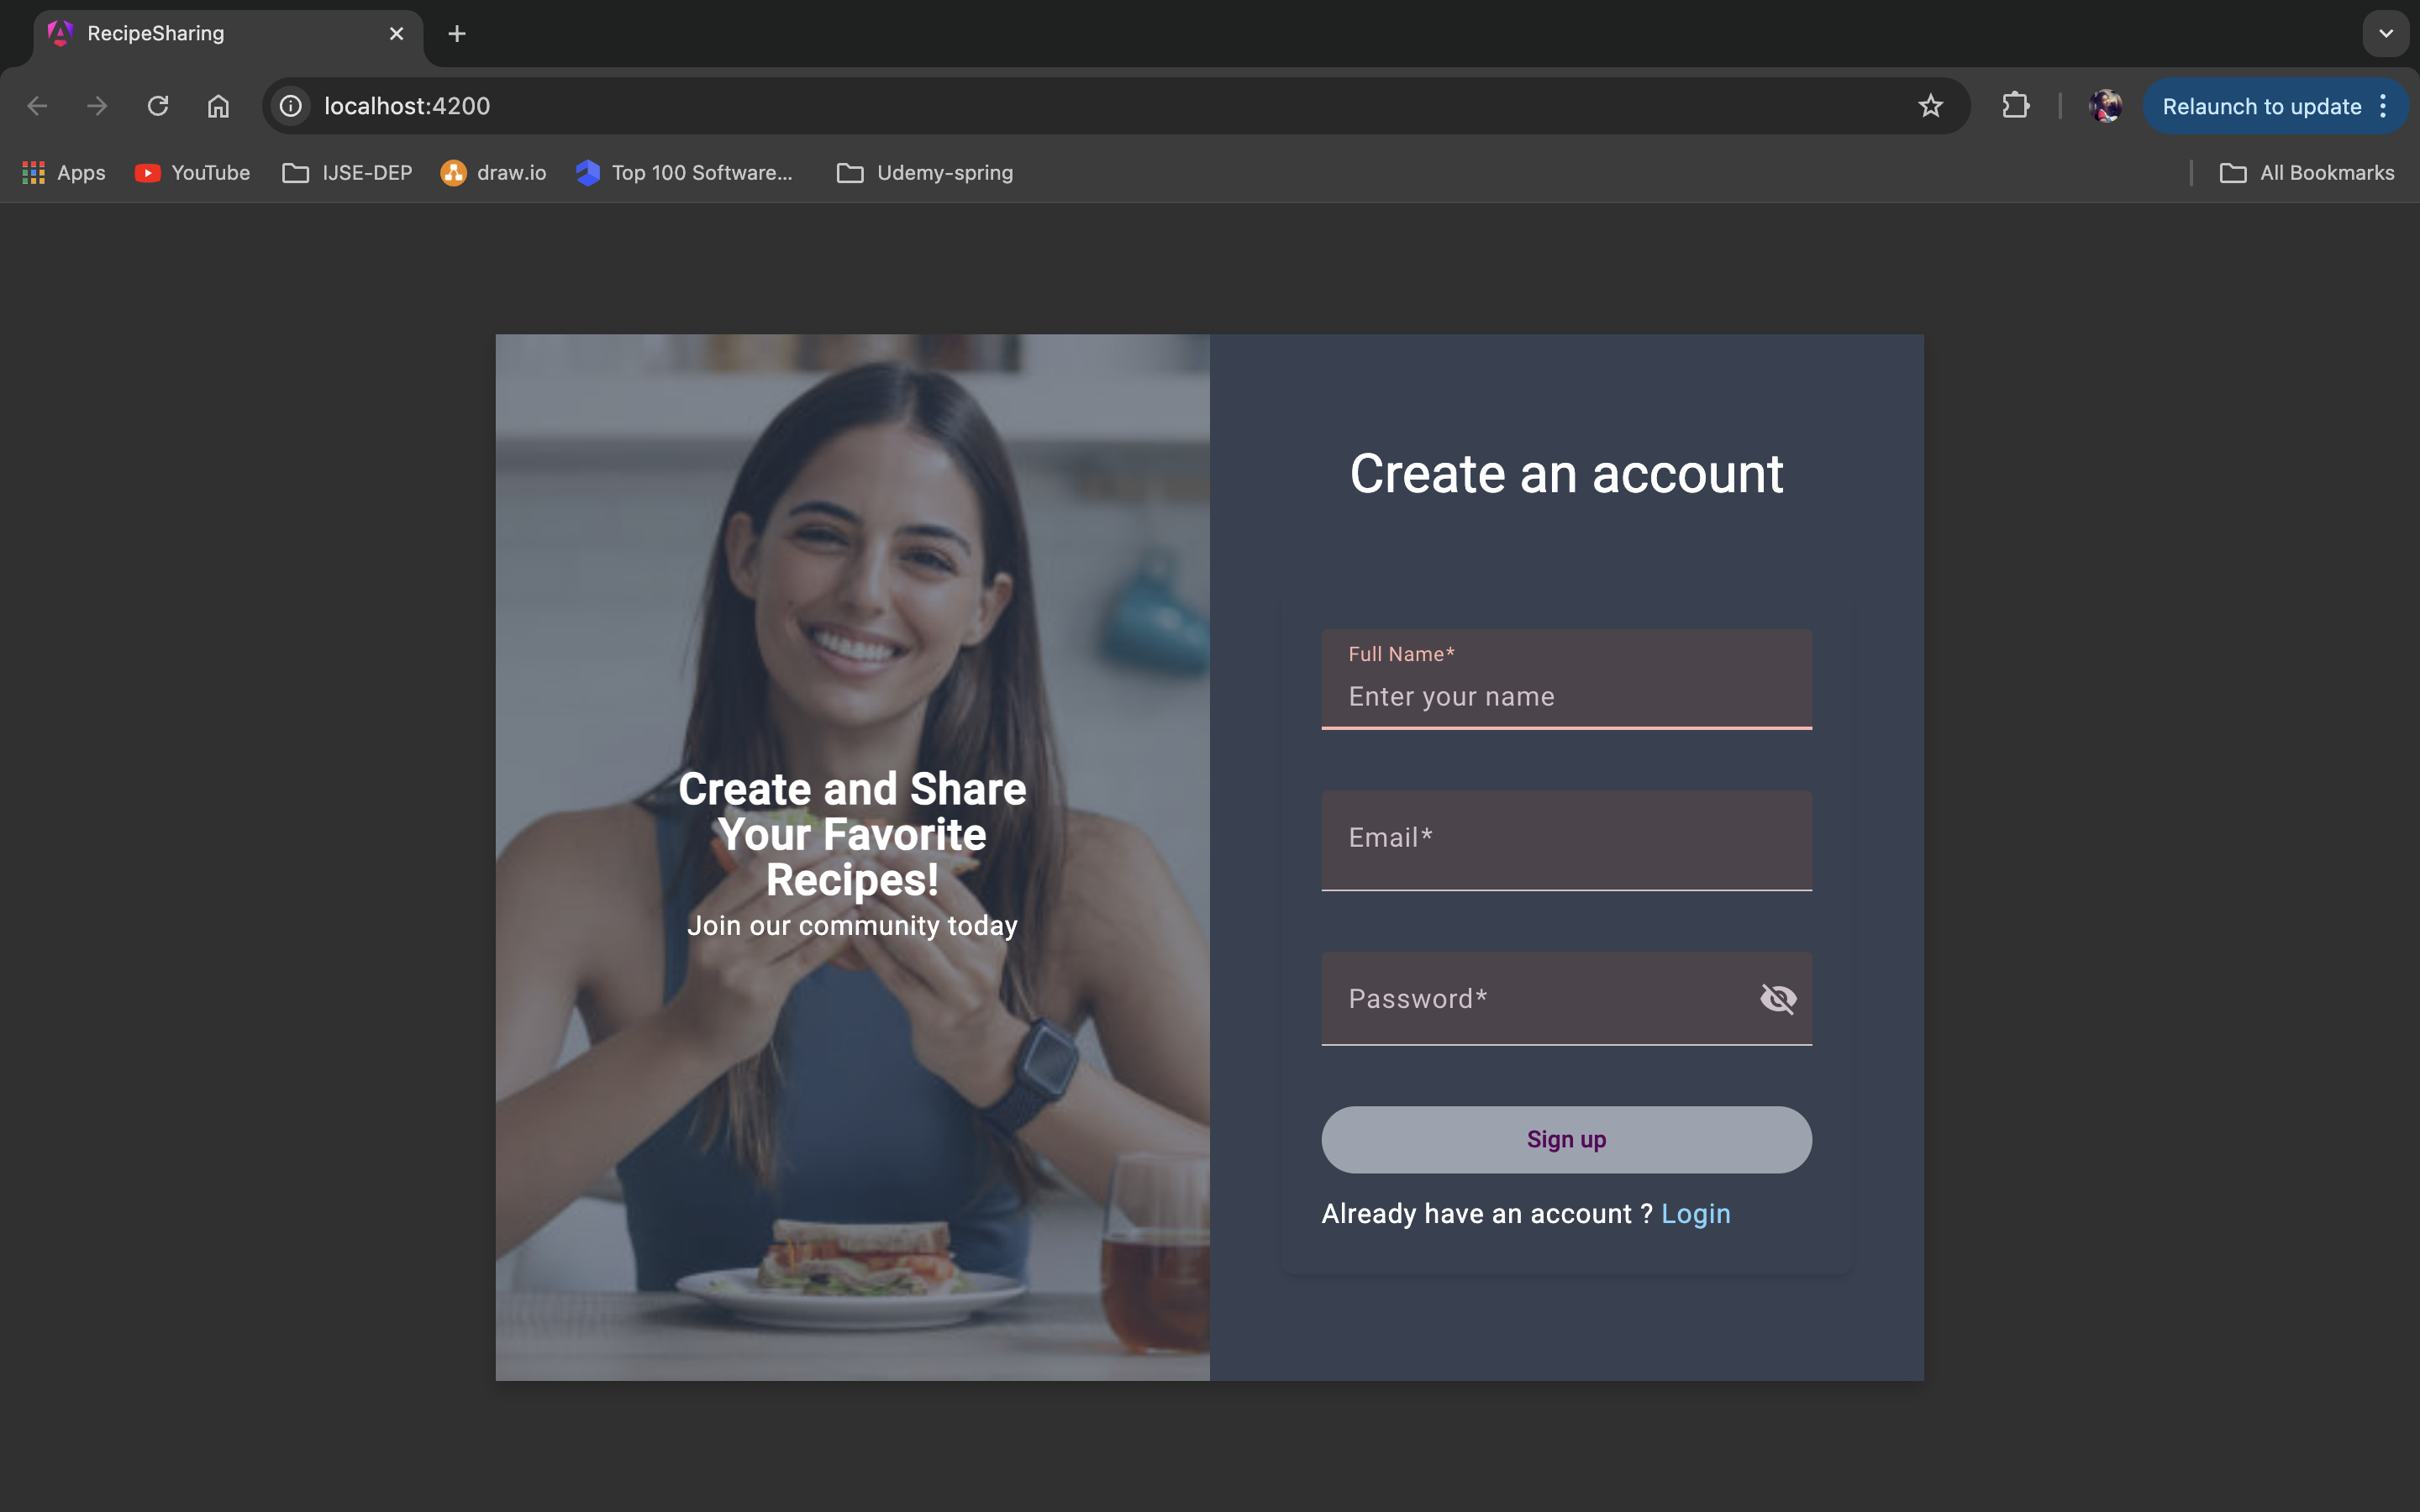 RecipeSharing
localhost:4200
Relaunch to update
Apps
YouTube
IJSE-DEP
draw.io
Top 100 Software...
Udemy-spring
All Bookmarks
Create and Share
Your Favorite
Recipes!
Join our community today
Create an account
Full Name*
Enter your name
Email*
Password*
Sign up
Already have an account ? Login